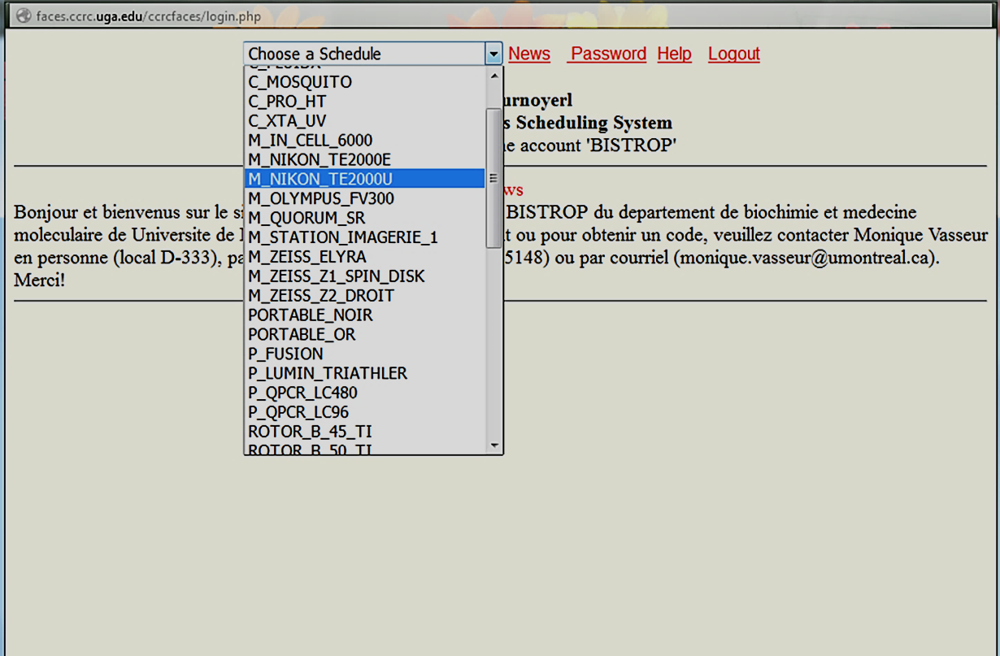 faces.ccrc.uga.edu/ccrcfaces/login.php
Choose a Schedule News Password Help Logout
C_MOSQUITO
C_PRO_HT
C_XTA_UV
M_IN_CELL_6000
M_NIKON_TE2000E
M_NIKON_TE2000U
M_OLYMPUS_FV300
M_QUORUM_SR
M_STATION_IMAGERIE_1
M_ZEISS_ELYRA
M_ZEISS_Z1_SPIN_DISK
M_ZEISS_Z2_DROIT
PORTABLE_NOIR
PORTABLE_OR
P_FUSION
P_LUMIN_TRIATHLER
P_QPCR_LC480
P_QPCR_LC96
ROTOR_B_45_TI
ROTOR_B_50_TI
urnoyerl
s Scheduling System
account 'BISTROP'
ws
Bonjour et bienvenus sur le BISTROP du departement de biochimie et medecine
moleculaire de Universite de ou pour obtenir un code, veuillez contacter Monique Vasseur
en personne (local D-333), 5148) ou par courriel (monique.vasseur@umontreal.ca).
Merci!